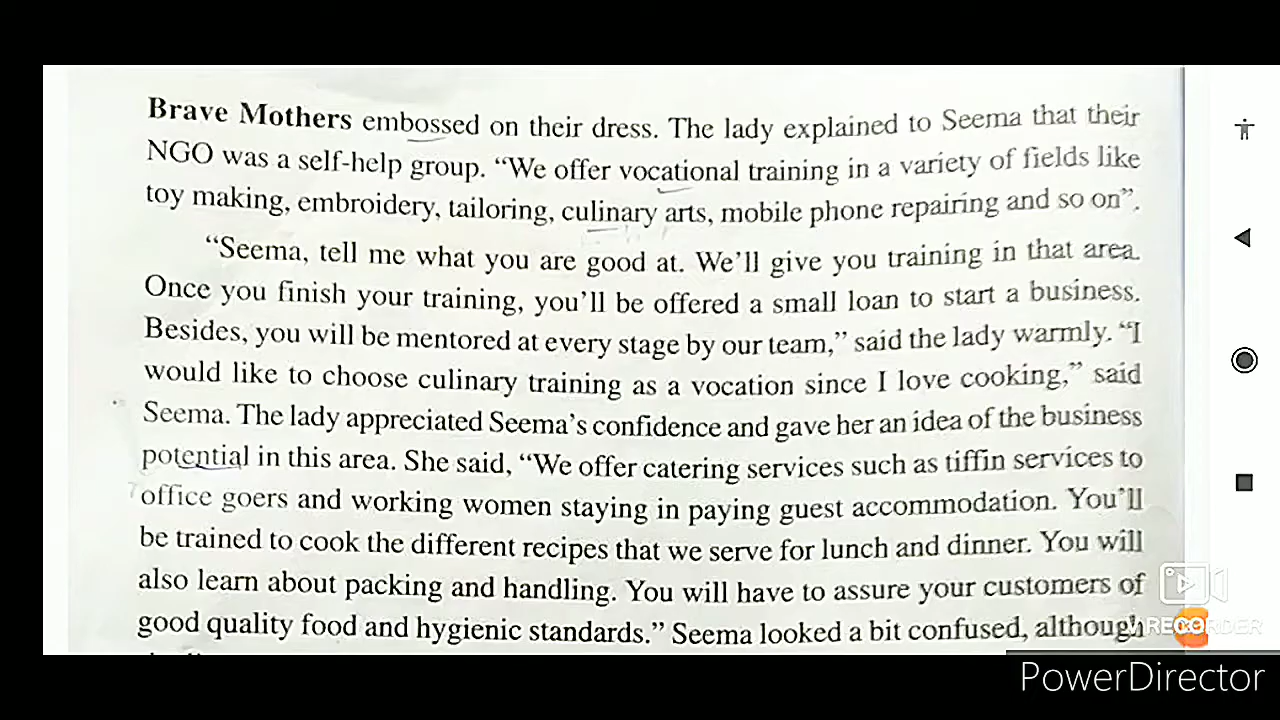 Brave Mothers embossed on their dress. The lady explained to Seema that their
NGO was a self-help group. “We offer vocational training in a variety of fields like
toy making, embroidery, tailoring, culinary arts, mobile phone repairing and so on”.
“Seema, tell me what you are good at. We’ll give you training in that area.
Once you finish your training, you’ll be offered a small loan to start a business.
Besides, you will be mentored at every stage by our team,” said the lady warmly. “I
would like to choose culinary training as a vocation since I love cooking,” said
Seema. The lady appreciated Seema’s confidence and gave her an idea of the business
potential in this area. She said, “We offer catering services such as tiffin services to
office goers and working women staying in paying guest accommodation. You’ll
be trained to cook the different recipes that we serve for lunch and dinner. You will
also learn about packing and handling. You will have to assure your customers of
good quality food and hygienic standards.” Seema looked a bit confused, although
RECORDER
PowerDirector